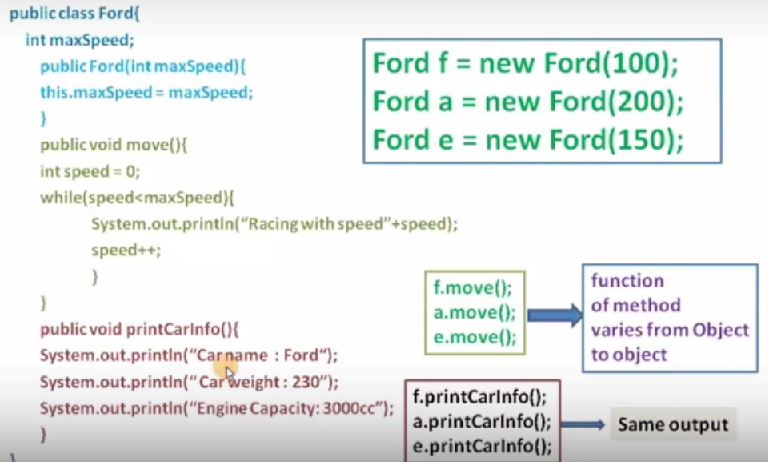 public class Ford{
int maxSpeed;
public Ford(int maxSpeed){
this.maxSpeed = maxSpeed;
}
public void move(){
int speed = 0;
while(speed<maxSpeed){
System.out.println("Racing with speed"+speed);
speed++;
}
}
public void printCarInfo(){
System.out.println("Car name : Ford");
System.out.println("Car weight : 230");
System.out.println("Engine Capacity: 3000cc");
}
}
Ford f = new Ford(100);
Ford a = new Ford(200);
Ford e = new Ford(150);
f.move();
a.move();
e.move();
function
of method
varies from Object
to object
f.printCarInfo();
a.printCarInfo();
e.printCarInfo();
Same output